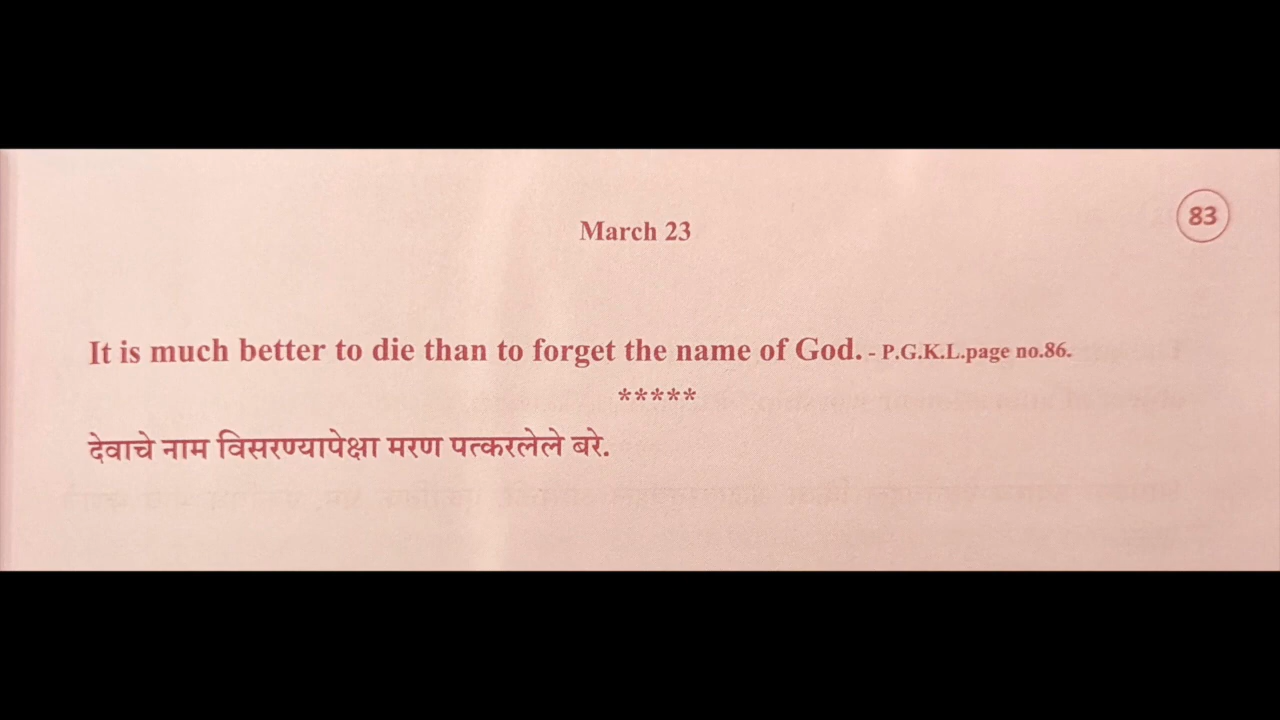 83
March 23
It is much better to die than to forget the name of God. - P.G.K.L.page no.86.
*****
देवाचे नाम विसरण्यापेक्षा मरण पत्करलेले बरे.